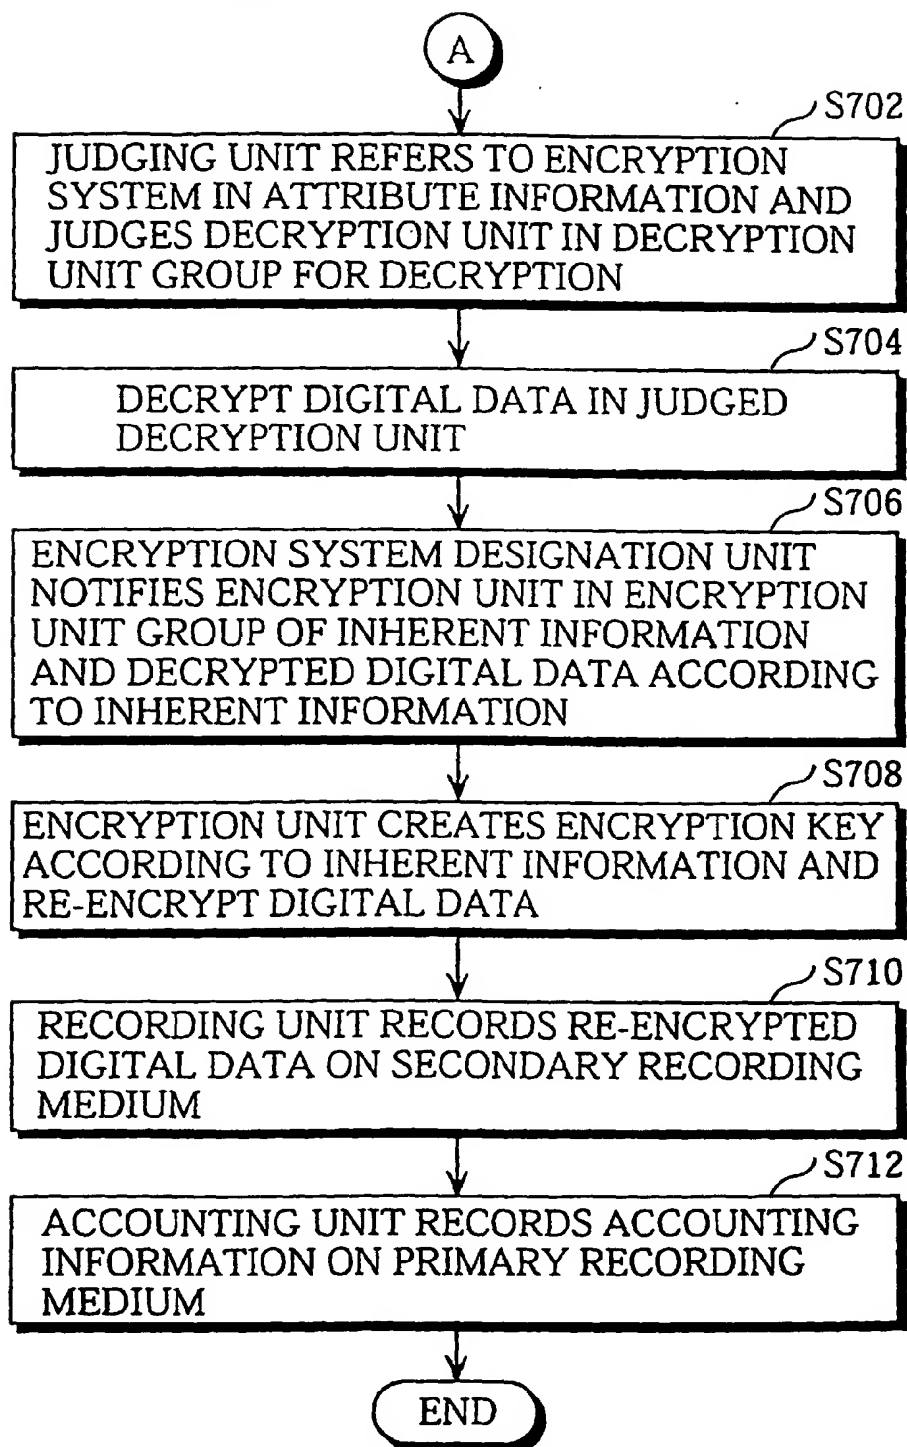 A
S702
JUDGING UNIT REFERS TO ENCRYPTION
SYSTEM IN ATTRIBUTE INFORMATION AND
JUDGES DECRYPTION UNIT IN DECRYPTION
UNIT GROUP FOR DECRYPTION
S704
DECRYPT DIGITAL DATA IN JUDGED
DECRYPTION UNIT
S706
ENCRYPTION SYSTEM DESIGNATION UNIT
NOTIFIES ENCRYPTION UNIT IN ENCRYPTION
UNIT GROUP OF INHERENT INFORMATION
AND DECRYPTED DIGITAL DATA ACCORDING
TO INHERENT INFORMATION
S708
ENCRYPTION UNIT CREATES ENCRYPTION KEY
ACCORDING TO INHERENT INFORMATION AND
RE-ENCRYPT DIGITAL DATA
S710
RECORDING UNIT RECORDS RE-ENCRYPTED
DIGITAL DATA ON SECONDARY RECORDING
MEDIUM
S712
ACCOUNTING UNIT RECORDS ACCOUNTING
INFORMATION ON PRIMARY RECORDING
MEDIUM
END